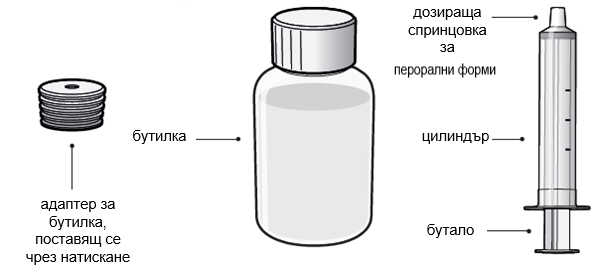 адаптер за
бутилка,
поставящ се
чрез натискане
бутилка
дозираща
спринцовка
за
перорални форми
цилиндър
бутало